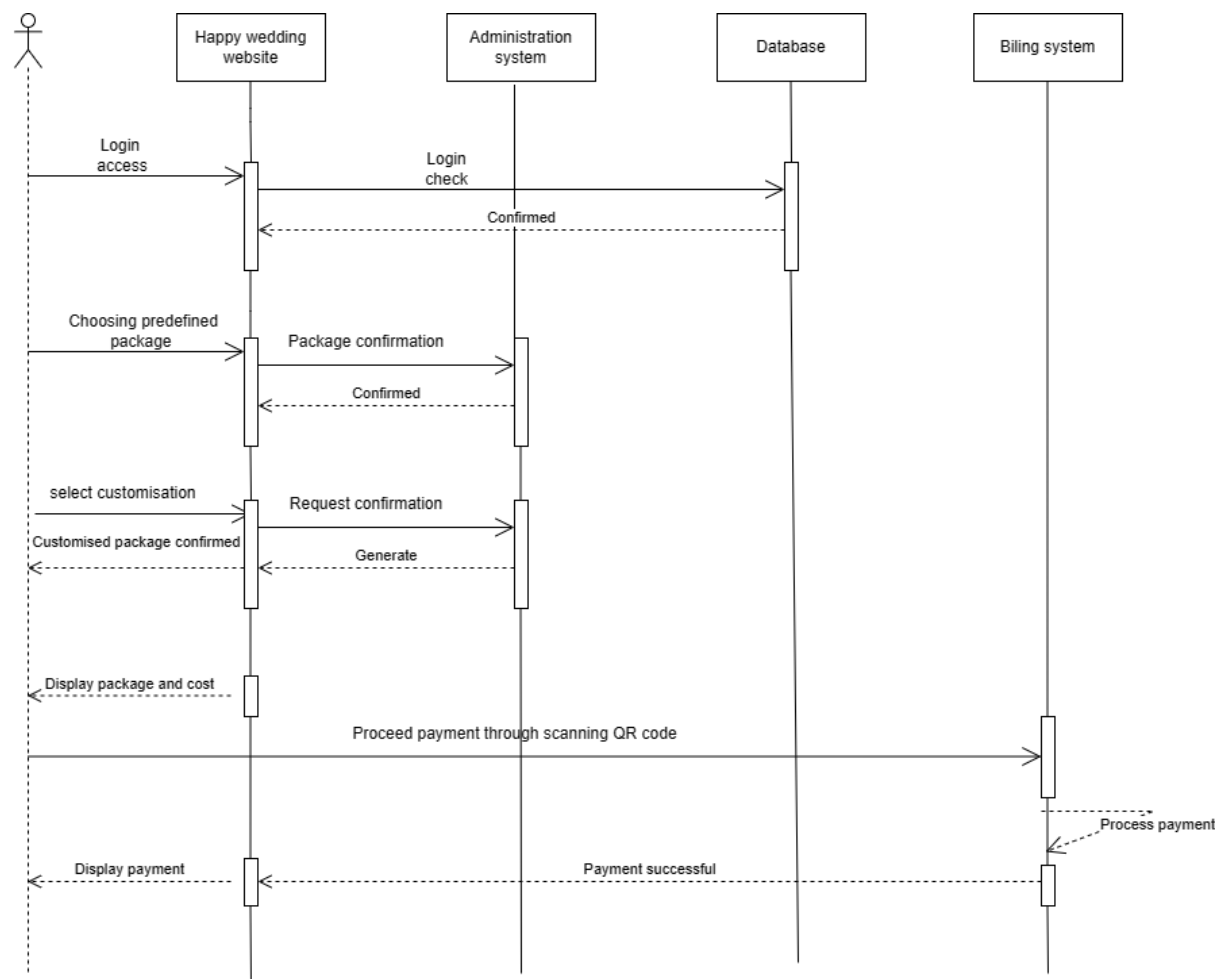 Happy wedding
website
Administration
system
Database
Biling system
Login
access
Login
check
Confirmed
Choosing predefined
package
Package confirmation
Confirmed
select customisation
Request confirmation
Customised package confirmed
Generate
Display package and cost
Proceed payment through scanning QR code
Process payment
Display payment
Payment successful